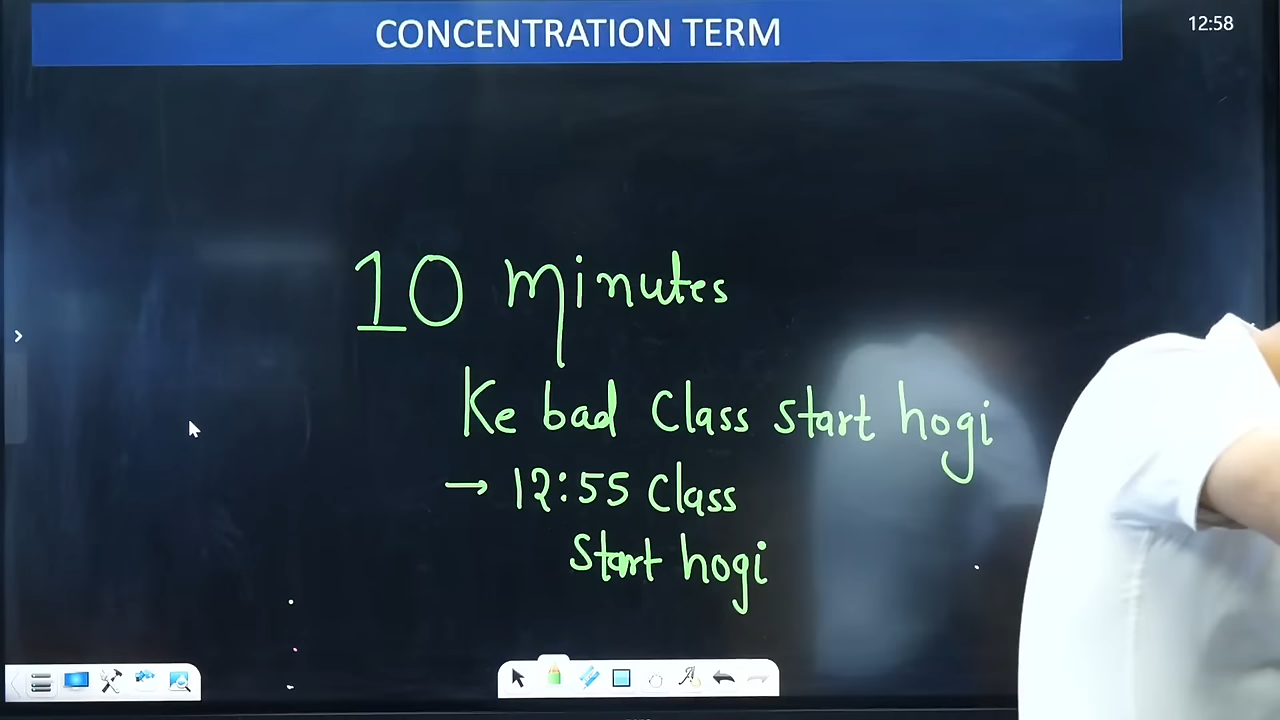 CONCENTRATION TERM
12:58
10 minutes
Ke bad Class start hogi
→ 12:55 Class
Start hogi